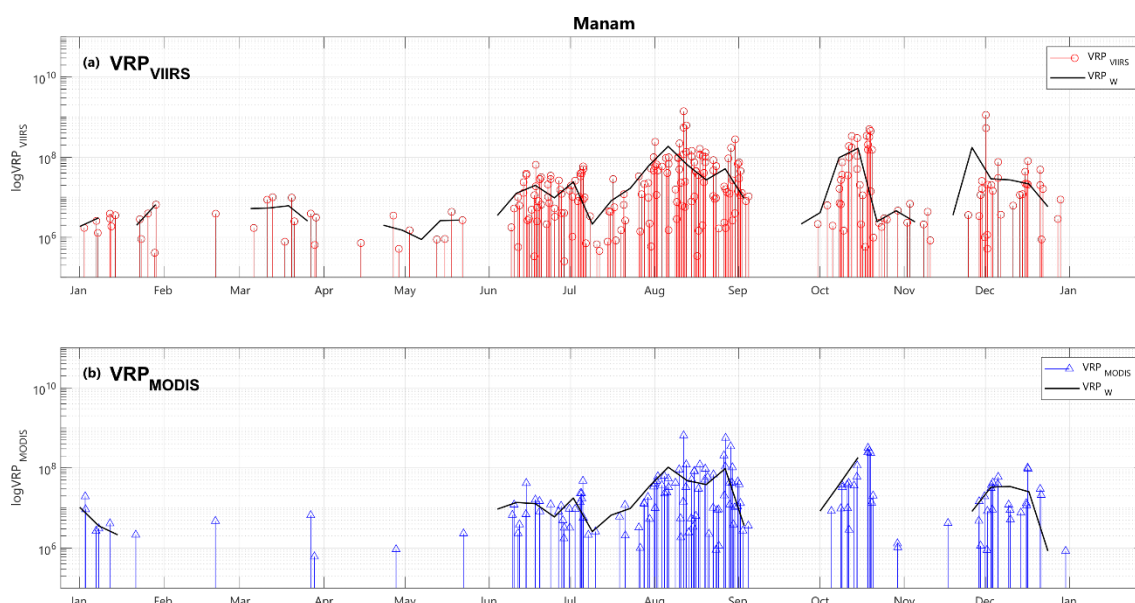 Manam
(a) VRP VIIRS
VRP VIIRS
VRP W
logVRP VIIRS
10^10
10^8
10^6
Jan Feb Mar Apr May Jun Jul Aug Sep Oct Nov Dec Jan
(b) VRP MODIS
VRP MODIS
VRP W
logVRP MODIS
10^10
10^8
10^6
Jan Feb Mar Apr May Jun Jul Aug Sep Oct Nov Dec Jan